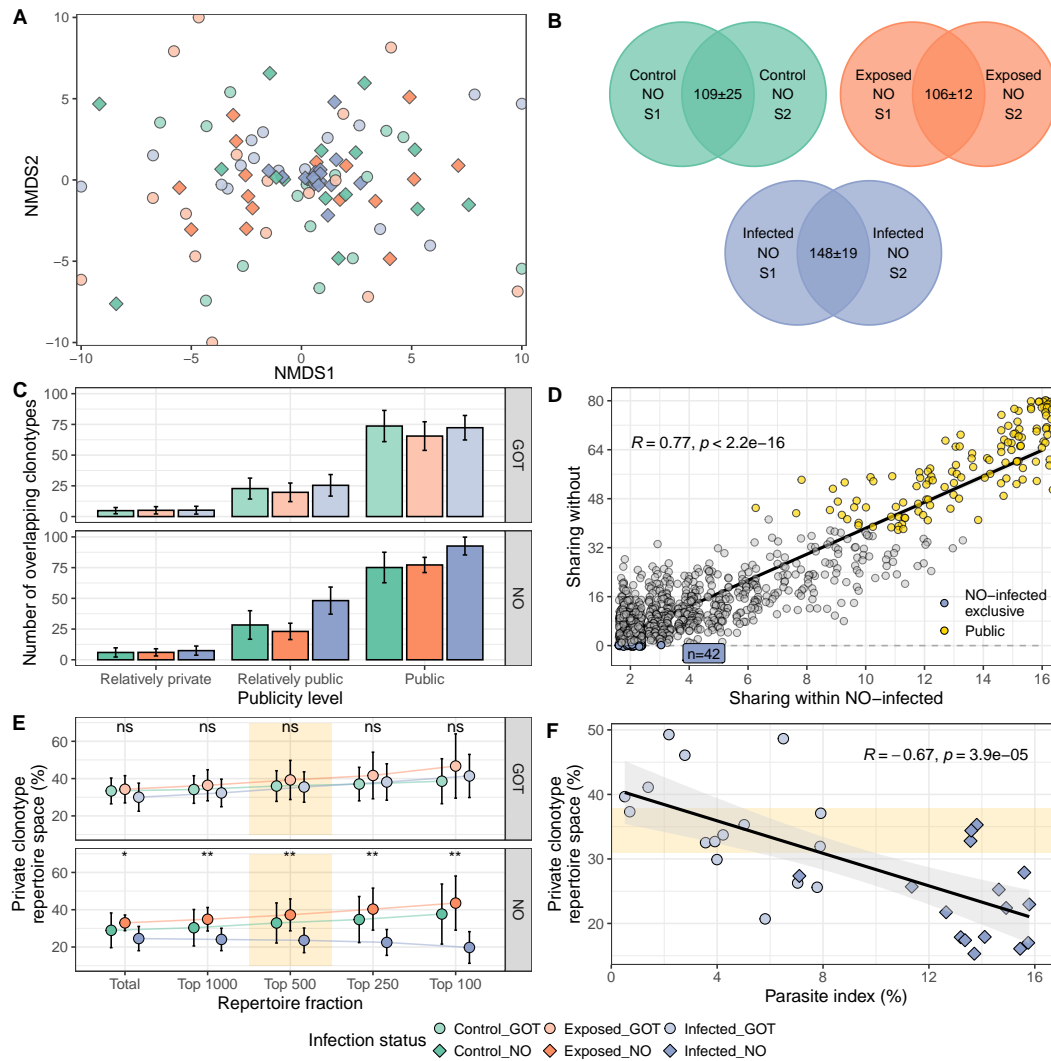 A
10
5
0
−5
−10
−10
−5
0
5
10
NMDS2
NMDS1
B
Control
NO
S1
109±25
Control
NO
S2
Exposed
NO
S1
106±12
Exposed
NO
S2
Infected
NO
S1
148±19
Infected
NO
S2
C
Number of overlapping clonotypes
100
75
50
25
0
GOT
100
75
50
25
0
NO
Relatively private
Relatively public
Public
Publicity level
D
Sharing without
80
64
48
32
16
0
R = 0.77, p < 2.2e−16
NO−infected
exclusive
Public
n=42
2
4
6
8
10
12
14
16
Sharing within NO−infected
E
Private clonotype
repertoire space (%)
60
40
20
ns
ns
ns
ns
ns
GOT
Private clonotype
repertoire space (%)
60
40
20
*
**
**
**
**
NO
Total
Top 1000
Top 500
Top 250
Top 100
Repertoire fraction
F
Private clonotype
repertoire space (%)
50
40
30
20
R = −0.67, p = 3.9e−05
0
4
8
12
16
Parasite index (%)
Infection status
Control_GOT
Exposed_GOT
Infected_GOT
Control_NO
Exposed_NO
Infected_NO